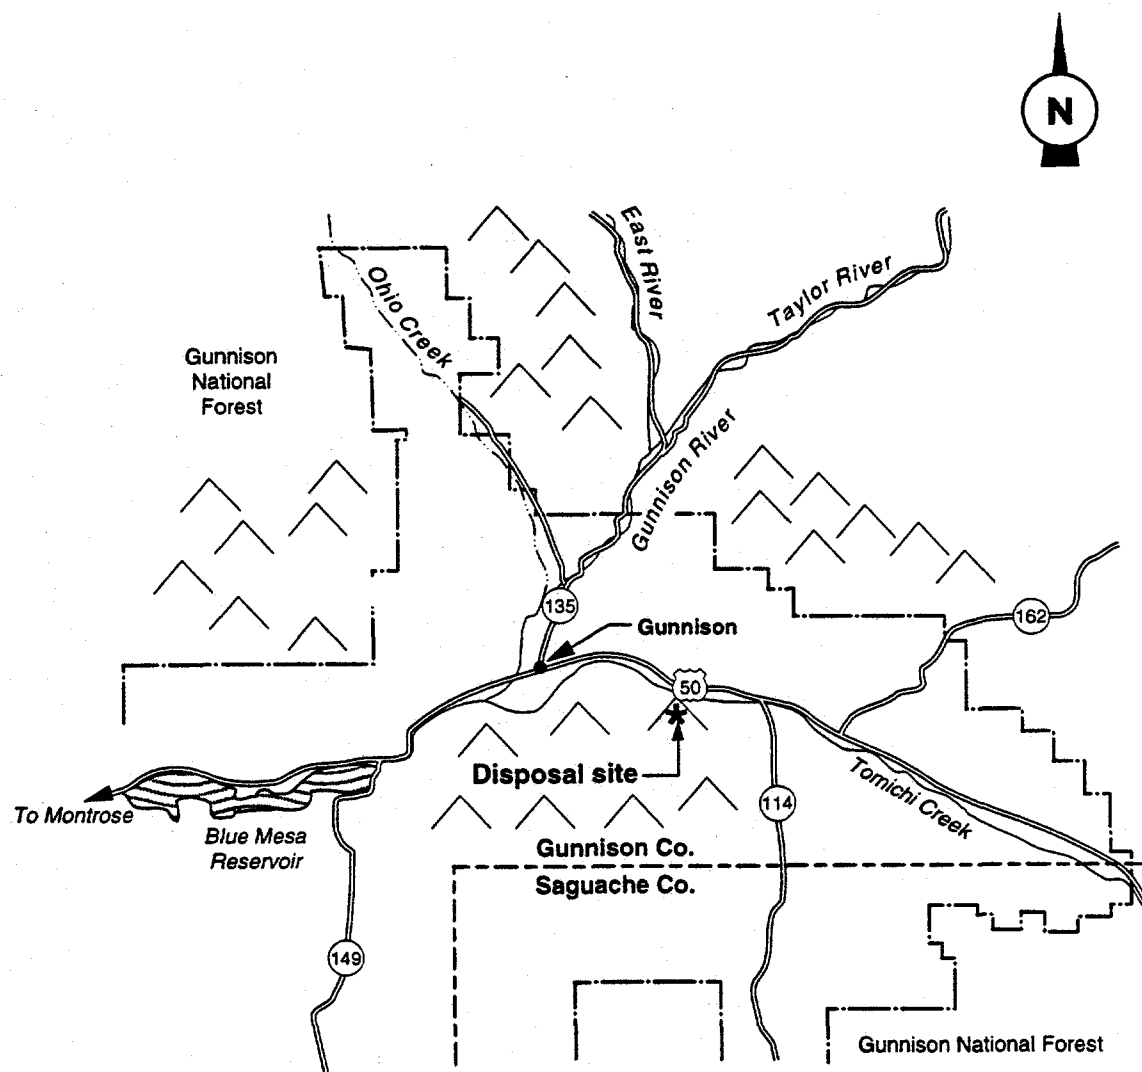 N
East River
Taylor River
Ohio Creek
Gunnison
National
Forest
Gunnison River
135
Gunnison
162
50
Disposal site
To Montrose
Blue Mesa
Reservoir
114
Tomichi Creek
Gunnison Co.
Saguache Co.
149
Gunnison National Forest